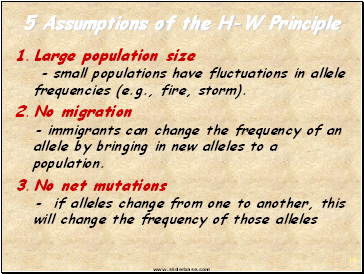 5 Assumptions of the H-W Principle
1. Large population size
- small populations have fluctuations in allele
frequencies (e.g., fire, storm).
2. No migration
- immigrants can change the frequency of an
allele by bringing in new alleles to a
population.
3. No net mutations
- if alleles change from one to another, this
will change the frequency of those alleles
www.sliderbase.com